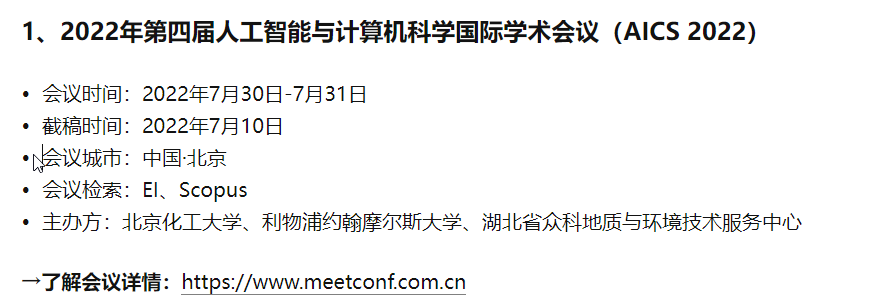 1、2022年第四届人工智能与计算机科学国际学术会议（AICS 2022）
• 会议时间：2022年7月30日-7月31日
• 截稿时间：2022年7月10日
• 会议城市：中国·北京
• 会议检索：EI、Scopus
• 主办方：北京化工大学、利物浦约翰摩尔斯大学、湖北省众科地质与环境技术服务中心
→了解会议详情：https://www.meetconf.com.cn